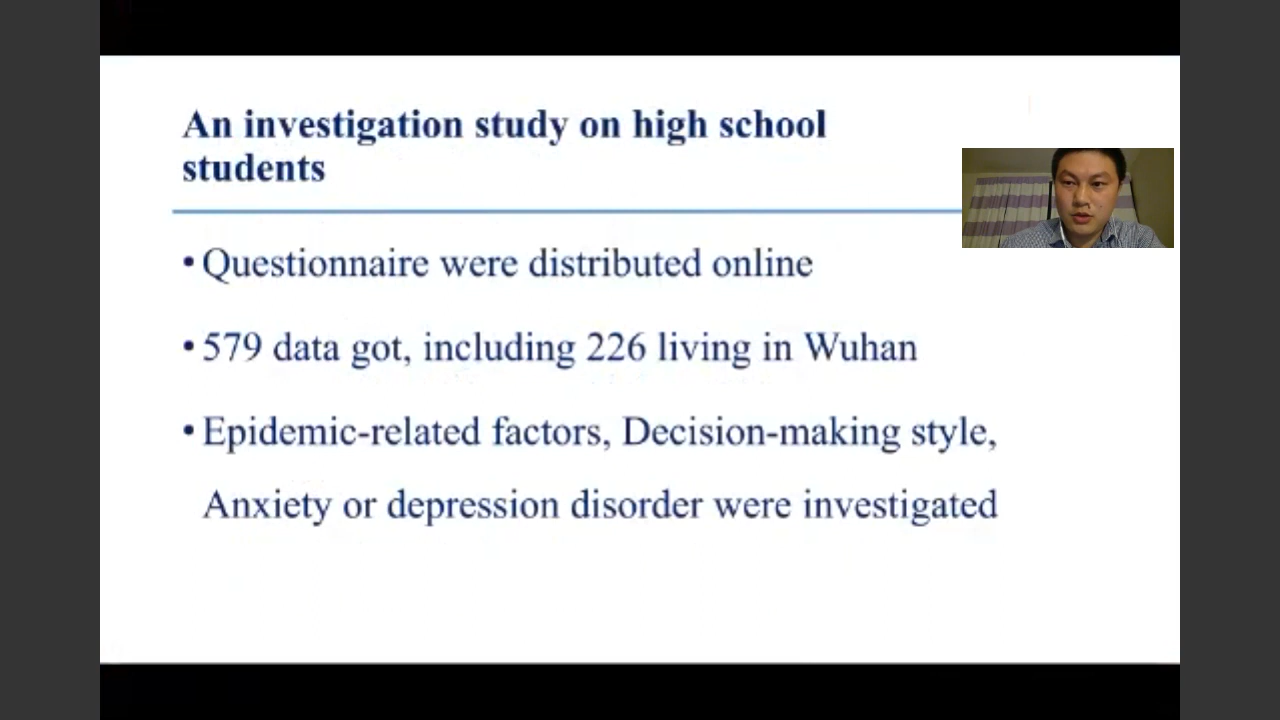 An investigation study on high school
students
•Questionnaire were distributed online
•579 data got, including 226 living in Wuhan
•Epidemic-related factors, Decision-making style,
Anxiety or depression disorder were investigated